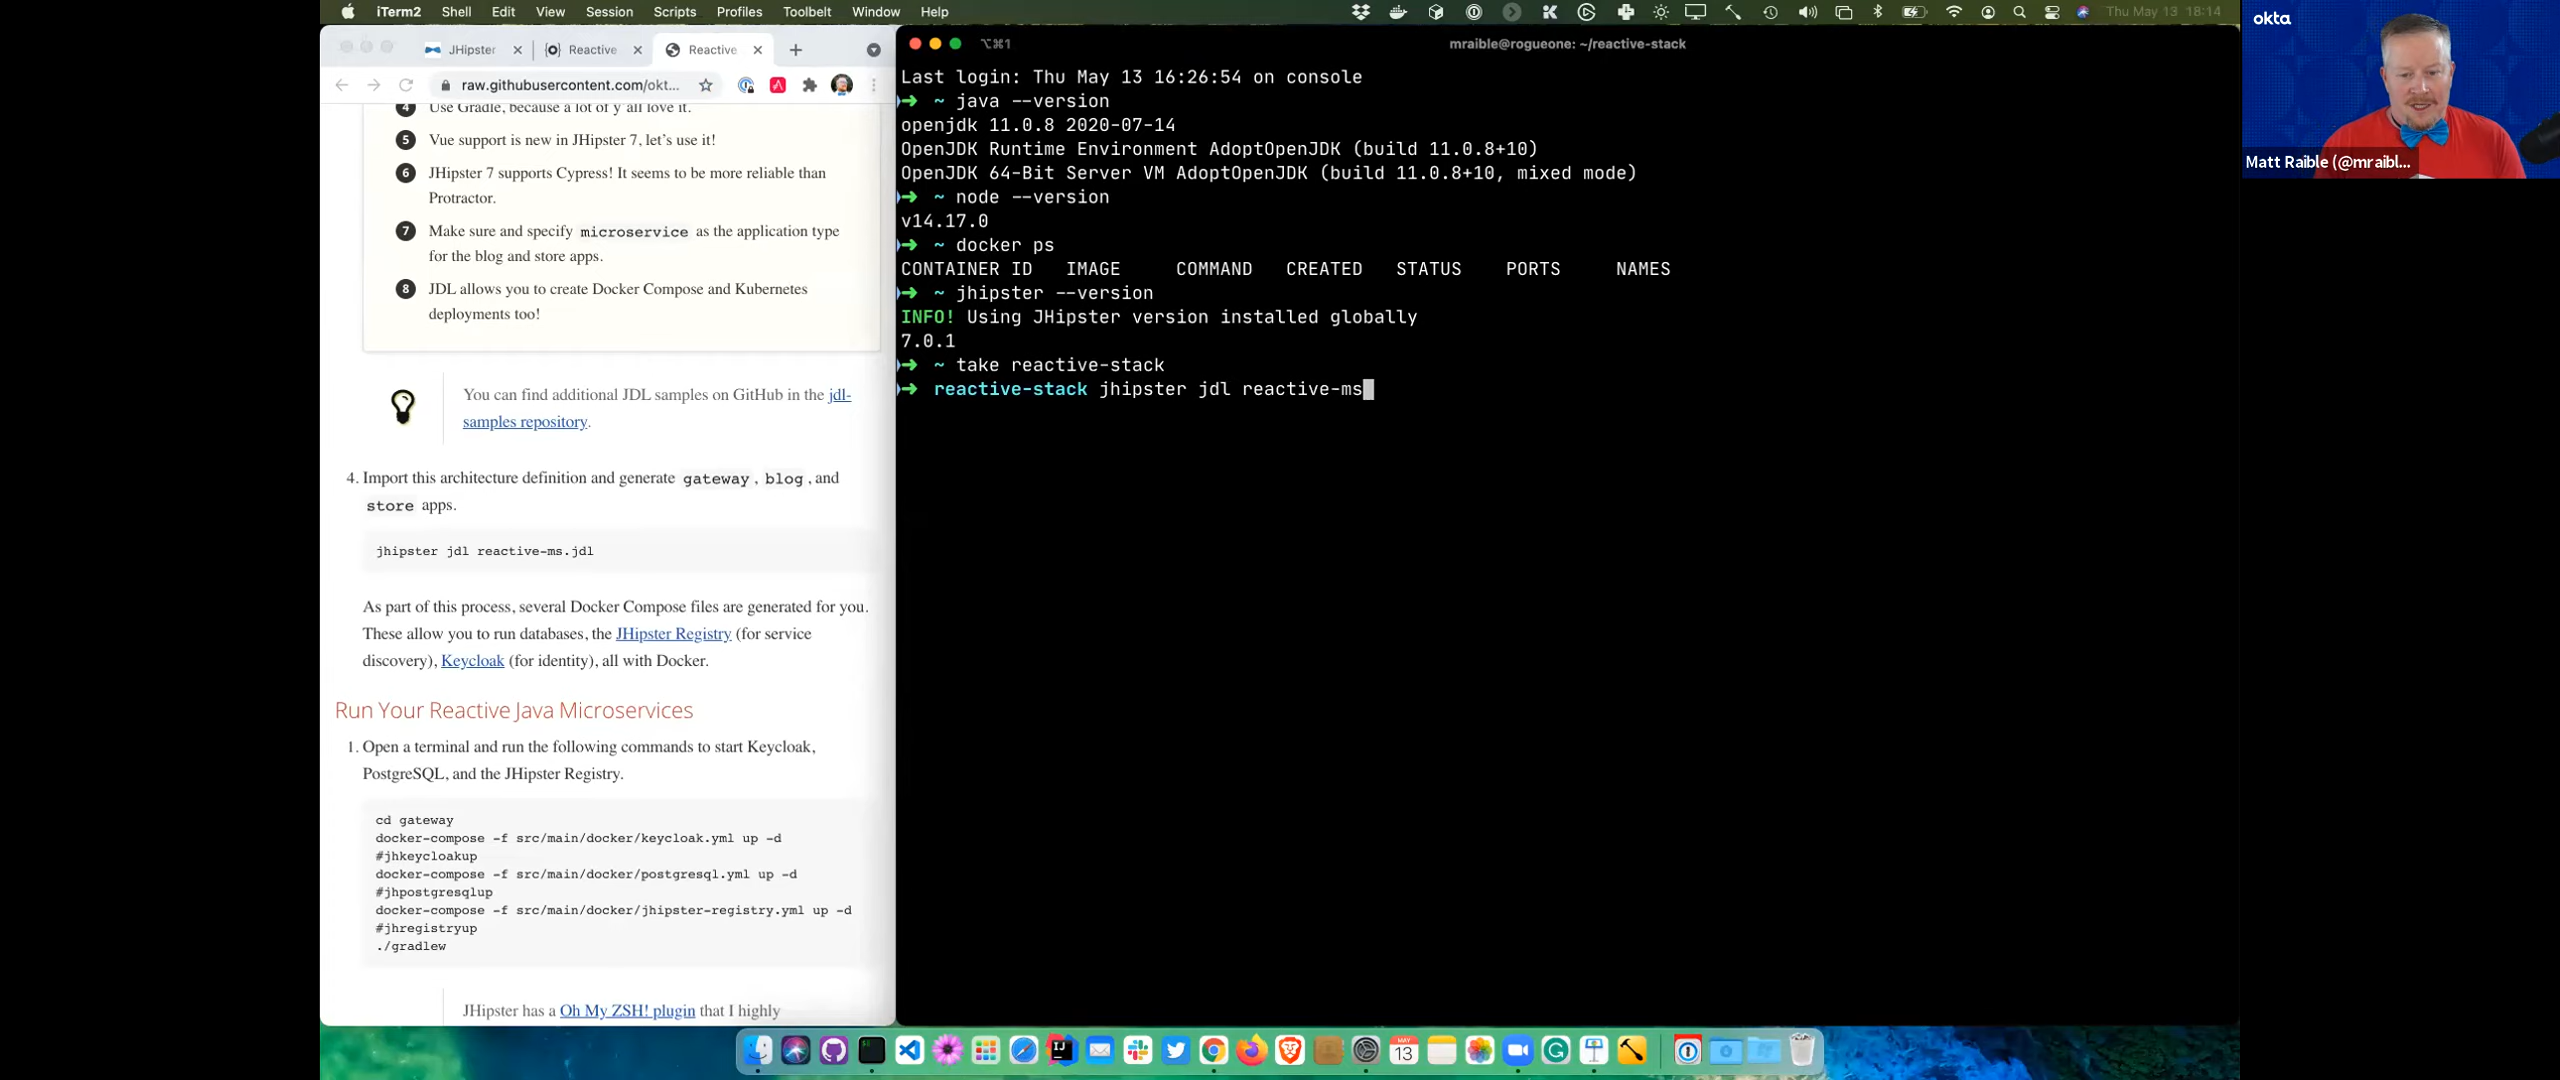 iTerm2 Shell Edit View Session Scripts Profiles Toolbelt Window Help
Thu May 13 18:14
okta
Matt Raible (@mraibl...
JHipster
Reactive
Reactive
raw.githubusercontent.com/okt...
4 Use Gradle, because a lot of y'all love it.
5 Vue support is new in JHipster 7, let's use it!
6 JHipster 7 supports Cypress! It seems to be more reliable than
Protractor.
7 Make sure and specify microservice as the application type
for the blog and store apps.
8 JDL allows you to create Docker Compose and Kubernetes
deployments too!
You can find additional JDL samples on GitHub in the jdl-
samples repository.
4. Import this architecture definition and generate gateway, blog, and
store apps.
jhipster jdl reactive-ms.jdl
As part of this process, several Docker Compose files are generated for you.
These allow you to run databases, the JHipster Registry (for service
discovery), Keycloak (for identity), all with Docker.
Run Your Reactive Java Microservices
1. Open a terminal and run the following commands to start Keycloak,
PostgreSQL, and the JHipster Registry.
cd gateway
docker-compose -f src/main/docker/keycloak.yml up -d
#jhkeycloakup
docker-compose -f src/main/docker/postgresql.yml up -d
#jhpostgresqlup
docker-compose -f src/main/docker/jhipster-registry.yml up -d
#jhregistryup
./gradlew
JHipster has a Oh My ZSH! plugin that I highly
⌥⌘1
mraible@rogueone: ~/reactive-stack
Last login: Thu May 13 16:26:54 on console
➜ ~ java --version
openjdk 11.0.8 2020-07-14
OpenJDK Runtime Environment AdoptOpenJDK (build 11.0.8+10)
OpenJDK 64-Bit Server VM AdoptOpenJDK (build 11.0.8+10, mixed mode)
➜ ~ node --version
v14.17.0
➜ ~ docker ps
CONTAINER ID IMAGE COMMAND CREATED STATUS PORTS NAMES
➜ ~ jhipster --version
INFO! Using JHipster version installed globally
7.0.1
➜ ~ take reactive-stack
➜ reactive-stack jhipster jdl reactive-ms
MAY
13